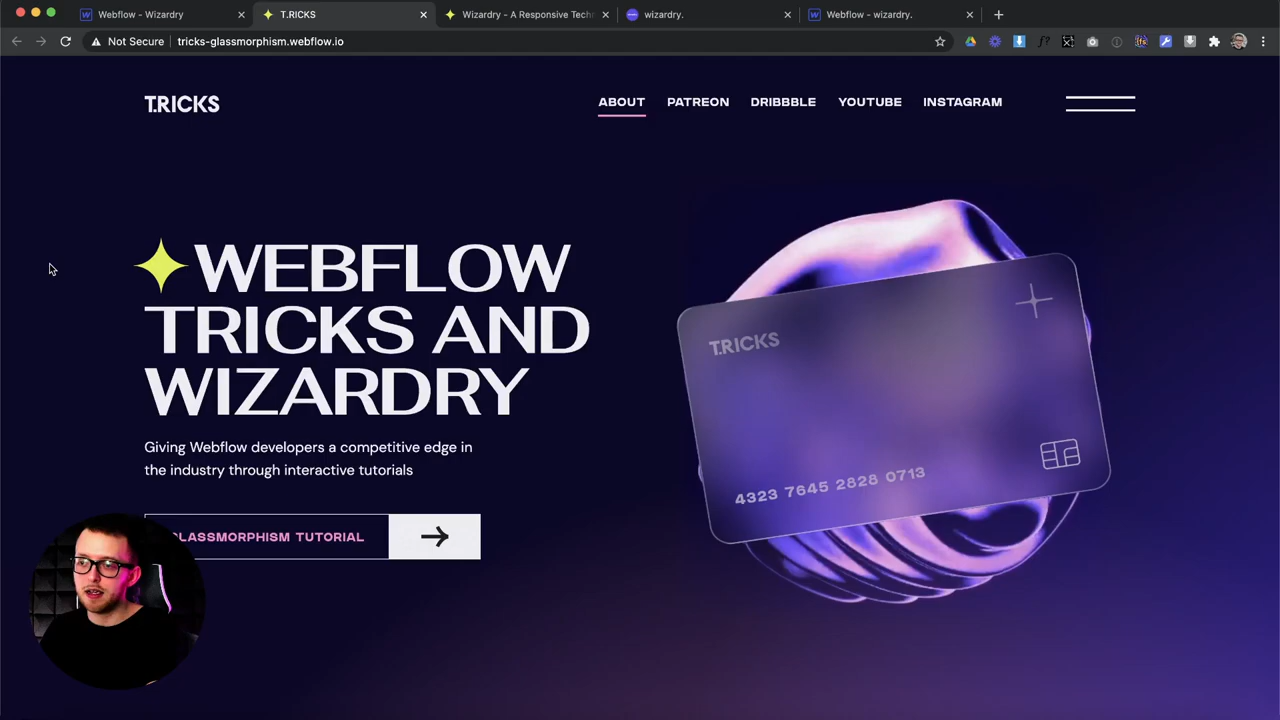 Webflow - Wizardry
T.RICKS
Wizardry - A Responsive Techn
wizardry.
Webflow - wizardry.
Not Secure
tricks-glassmorphism.webflow.io
T.RICKS
ABOUT
PATREON
DRIBBBLE
YOUTUBE
INSTAGRAM
WEBFLOW
TRICKS AND
WIZARDRY
Giving Webflow developers a competitive edge in
the industry through interactive tutorials
GLASSMORPHISM TUTORIAL
T.RICKS
4323 7645 2828 0713